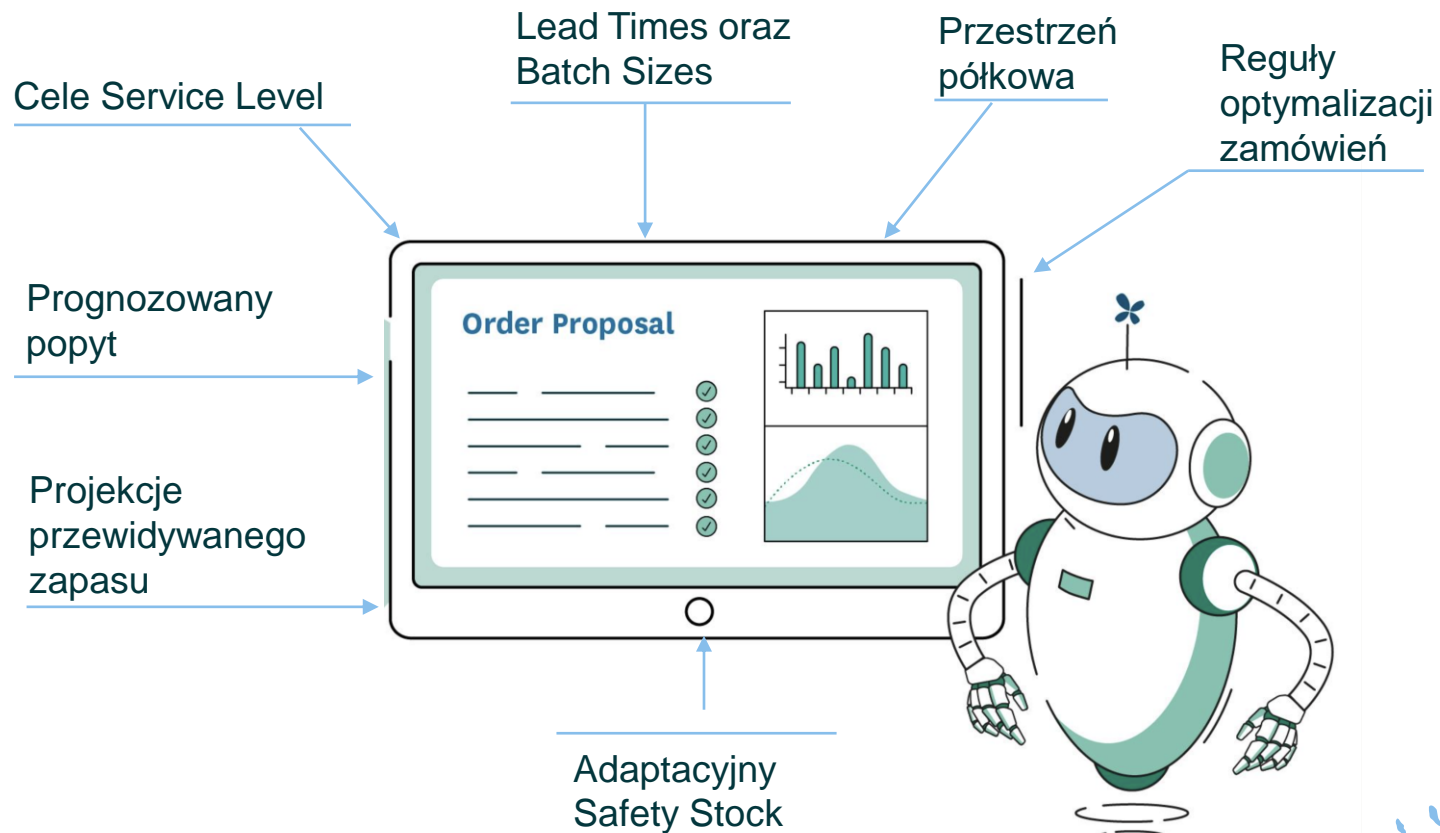 Lead Times oraz
Batch Sizes
Przestrzeń
półkowa
Reguły
optymalizacji
zamówień
Cele Service Level
Prognozowany
popyt
Order Proposal
Projekcje
przewidywanego
zapasu
Adaptacyjny
Safety Stock